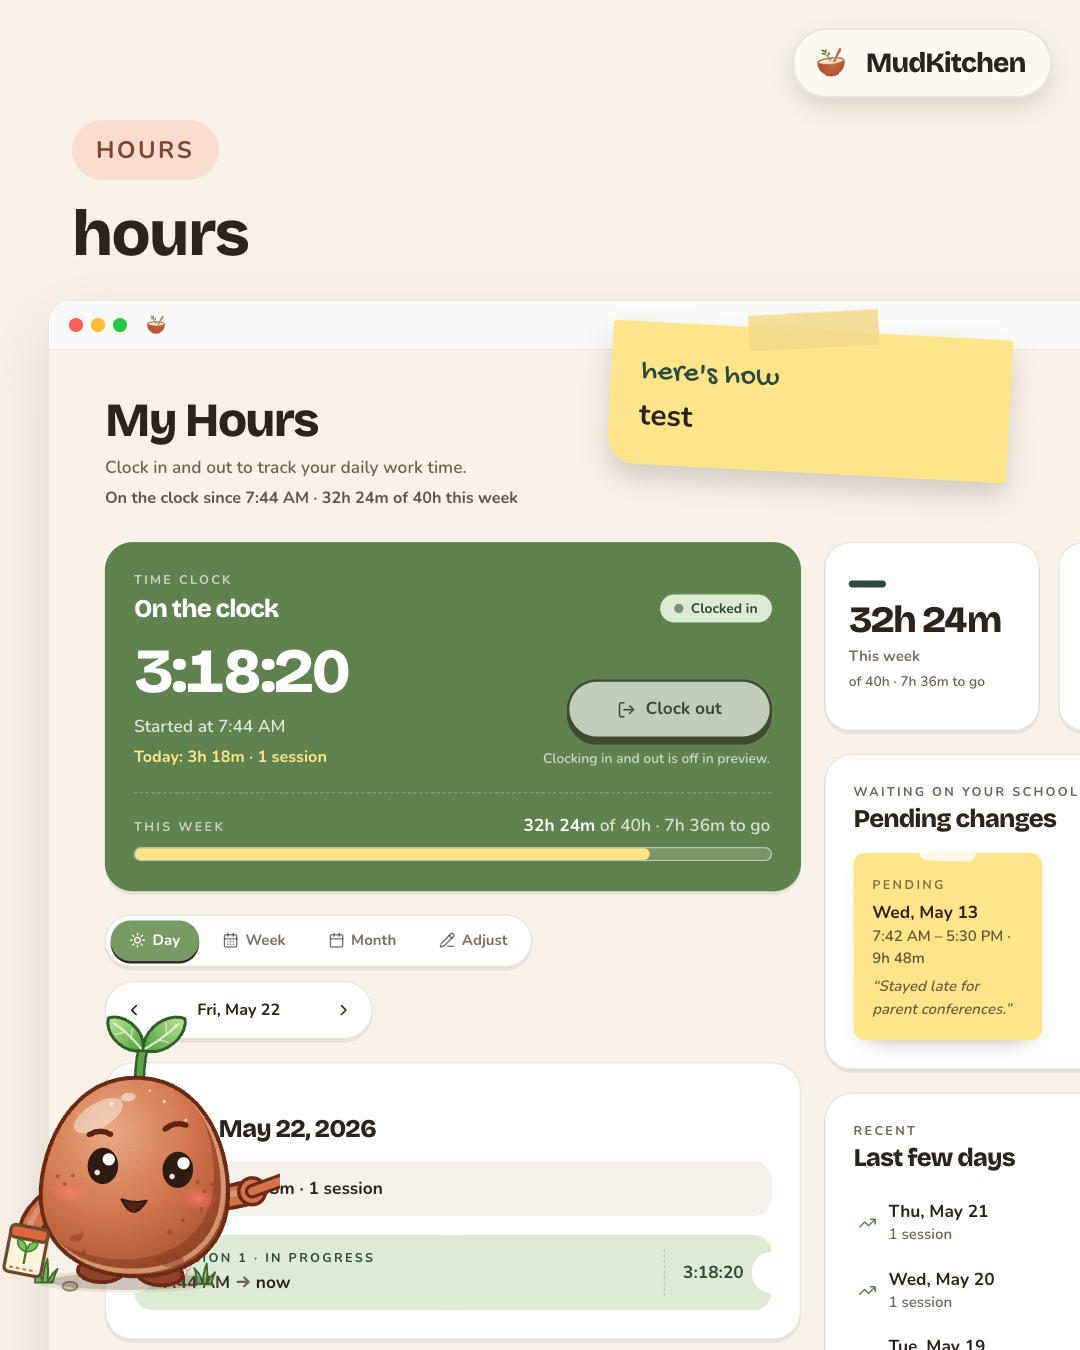 MudKitchen
HOURS
hours
here's how
test
My Hours
Clock in and out to track your daily work time.
On the clock since 7:44 AM · 32h 24m of 40h this week
TIME CLOCK
On the clock
Clocked in
3:18:20
Clock out
Started at 7:44 AM
Today: 3h 18m · 1 session
Clocking in and out is off in preview.
THIS WEEK
32h 24m of 40h · 7h 36m to go
32h 24m
This week
of 40h · 7h 36m to go
WAITING ON YOUR SCHOOL
Pending changes
PENDING
Wed, May 13
7:42 AM – 5:30 PM ·
9h 48m
“Stayed late for
parent conferences.”
Day
Week
Month
Adjust
Fri, May 22
May 22, 2026
· 1 session
1 · IN PROGRESS
AM → now
3:18:20
RECENT
Last few days
Thu, May 21
1 session
Wed, May 20
1 session
Tue, May 19